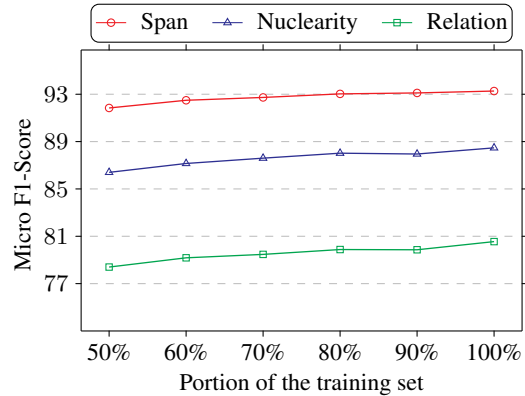 Span Nuclearity Relation
93
89
85
81
77
Micro F1-Score
50% 60% 70% 80% 90% 100%
Portion of the training set